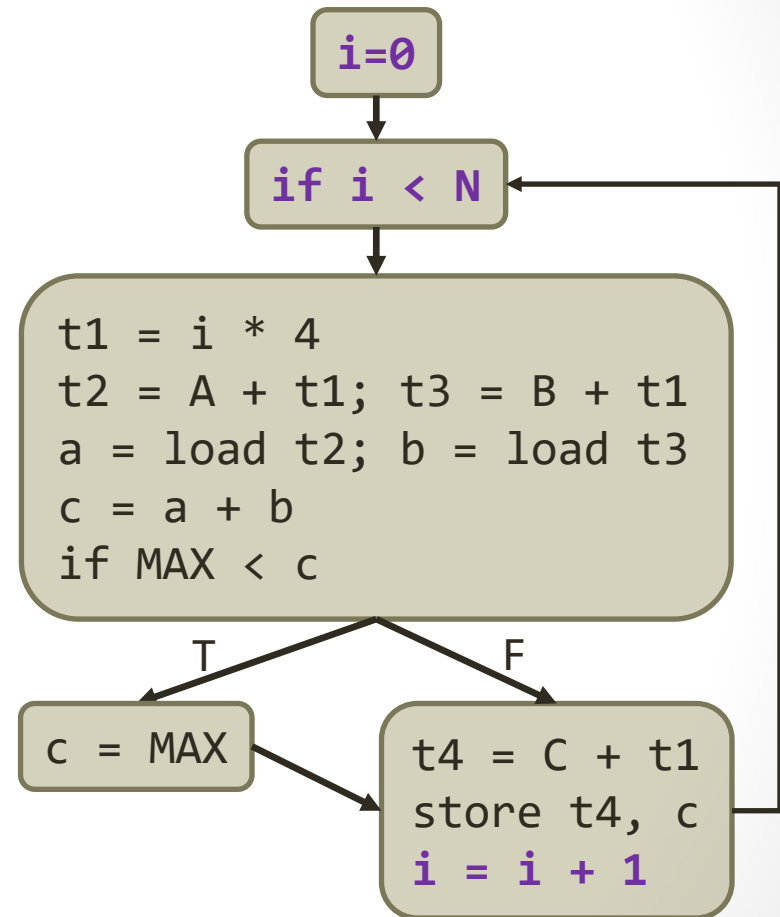 i=0
if i < N
t1 = i * 4
t2 = A + t1; t3 = B + t1
a = load t2; b = load t3
c = a + b
if MAX < c
T
F
c = MAX
t4 = C + t1
store t4, c
i = i + 1